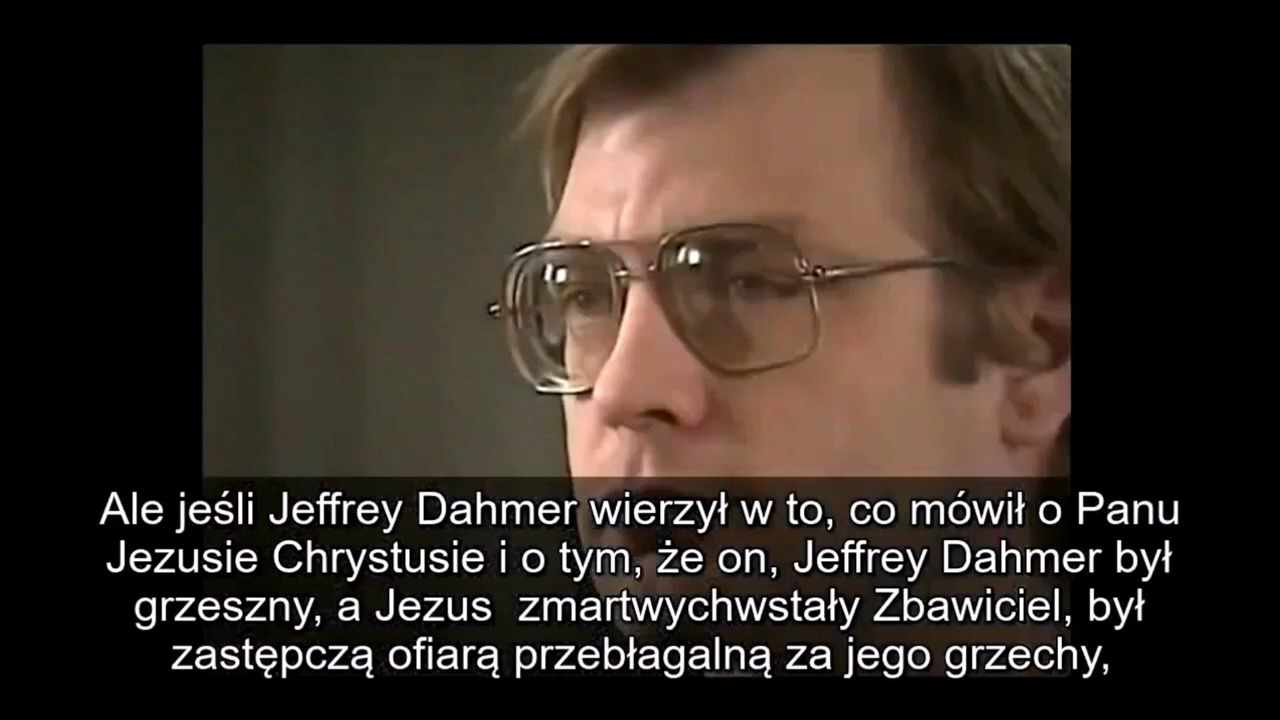 Ale jeśli Jeffrey Dahmer wierzył w to, co mówił o Panu
Jezusie Chrystusie i o tym, że on, Jeffrey Dahmer był
grzeszny, a Jezus  zmartwychwstały Zbawiciel, był
zastępczą ofiarą przebłagalną za jego grzechy,